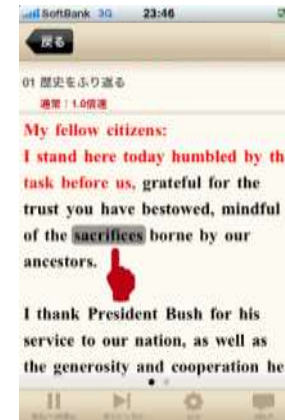 SoftBank 3G 23:46
戻る
01 歴史をふり返る
通常：1.0倍速
My fellow citizens:
I stand here today humbled by th
task before us, grateful for the
trust you have bestowed, mindful
of the sacrifices borne by our
ancestors.
I thank President Bush for his
service to our nation, as well as
the generosity and cooperation he